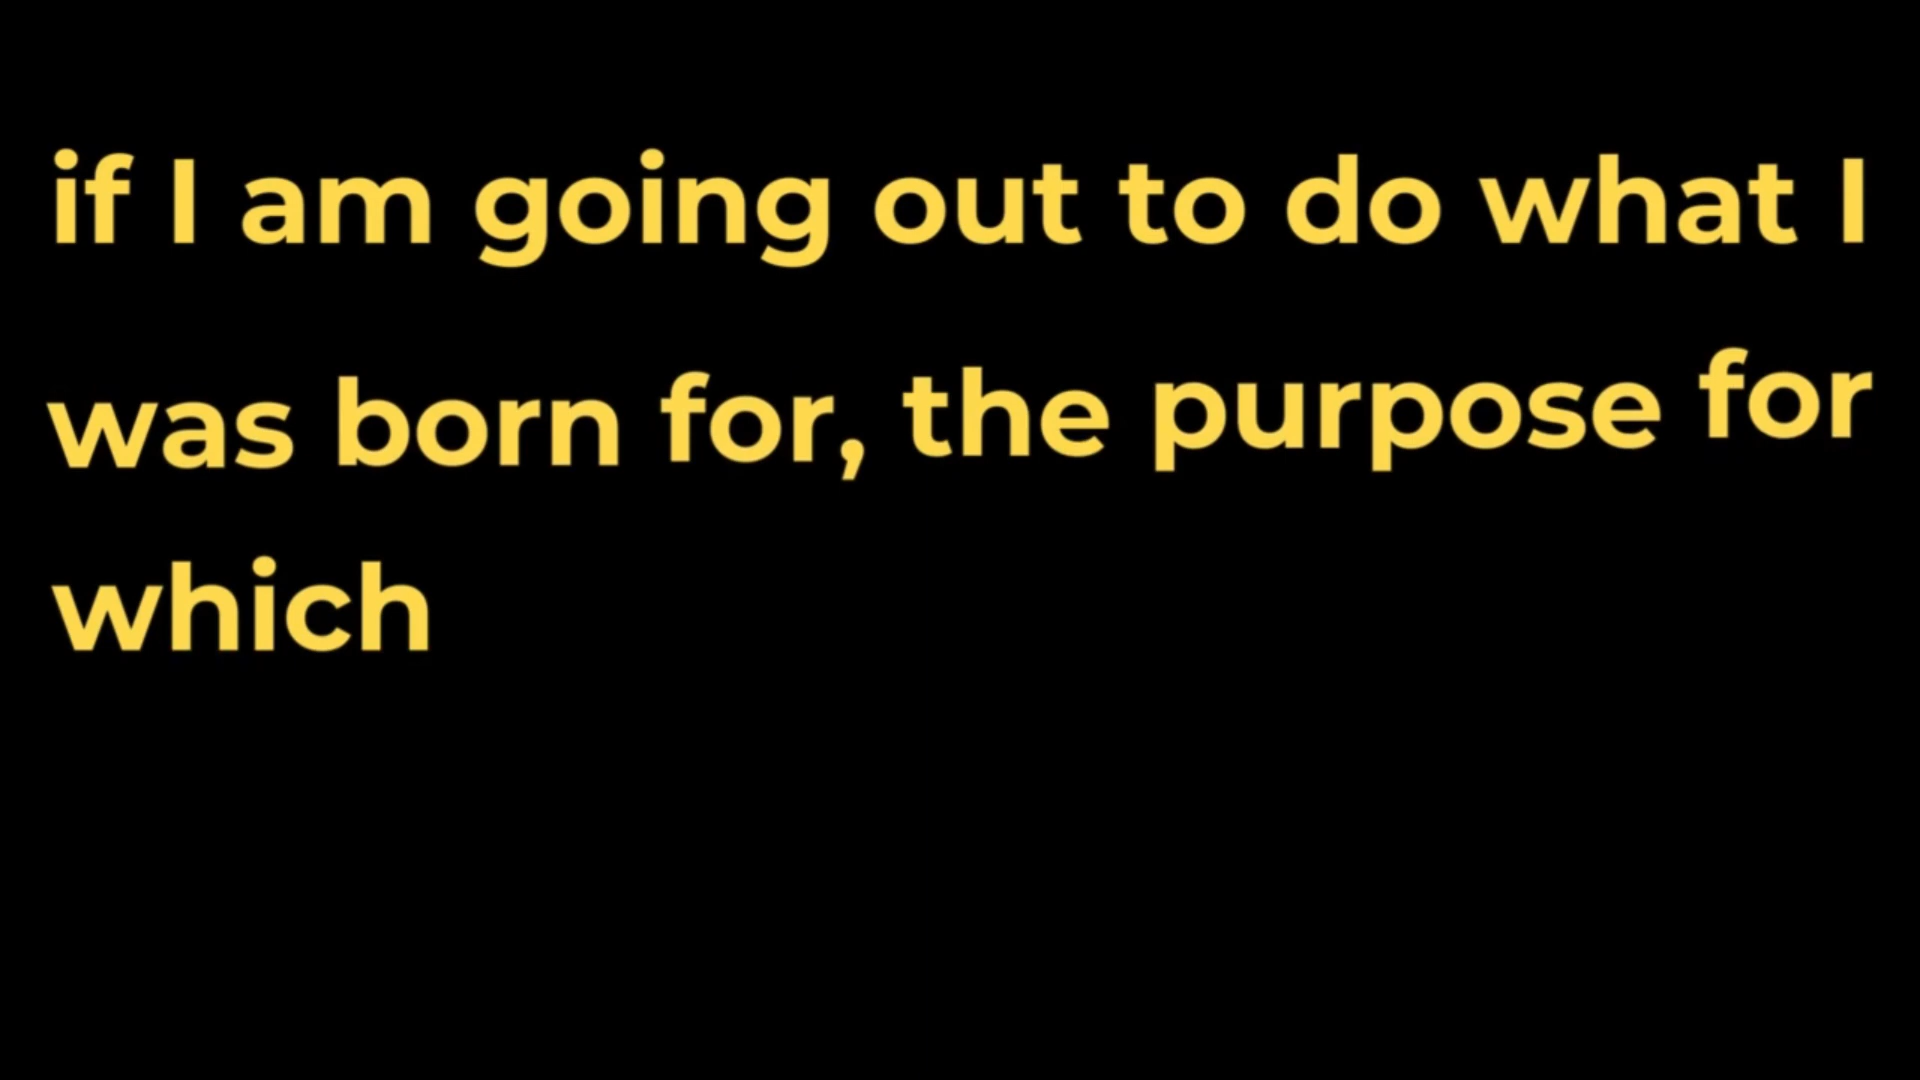 if I am going out to do what I
was born for, the purpose for
which